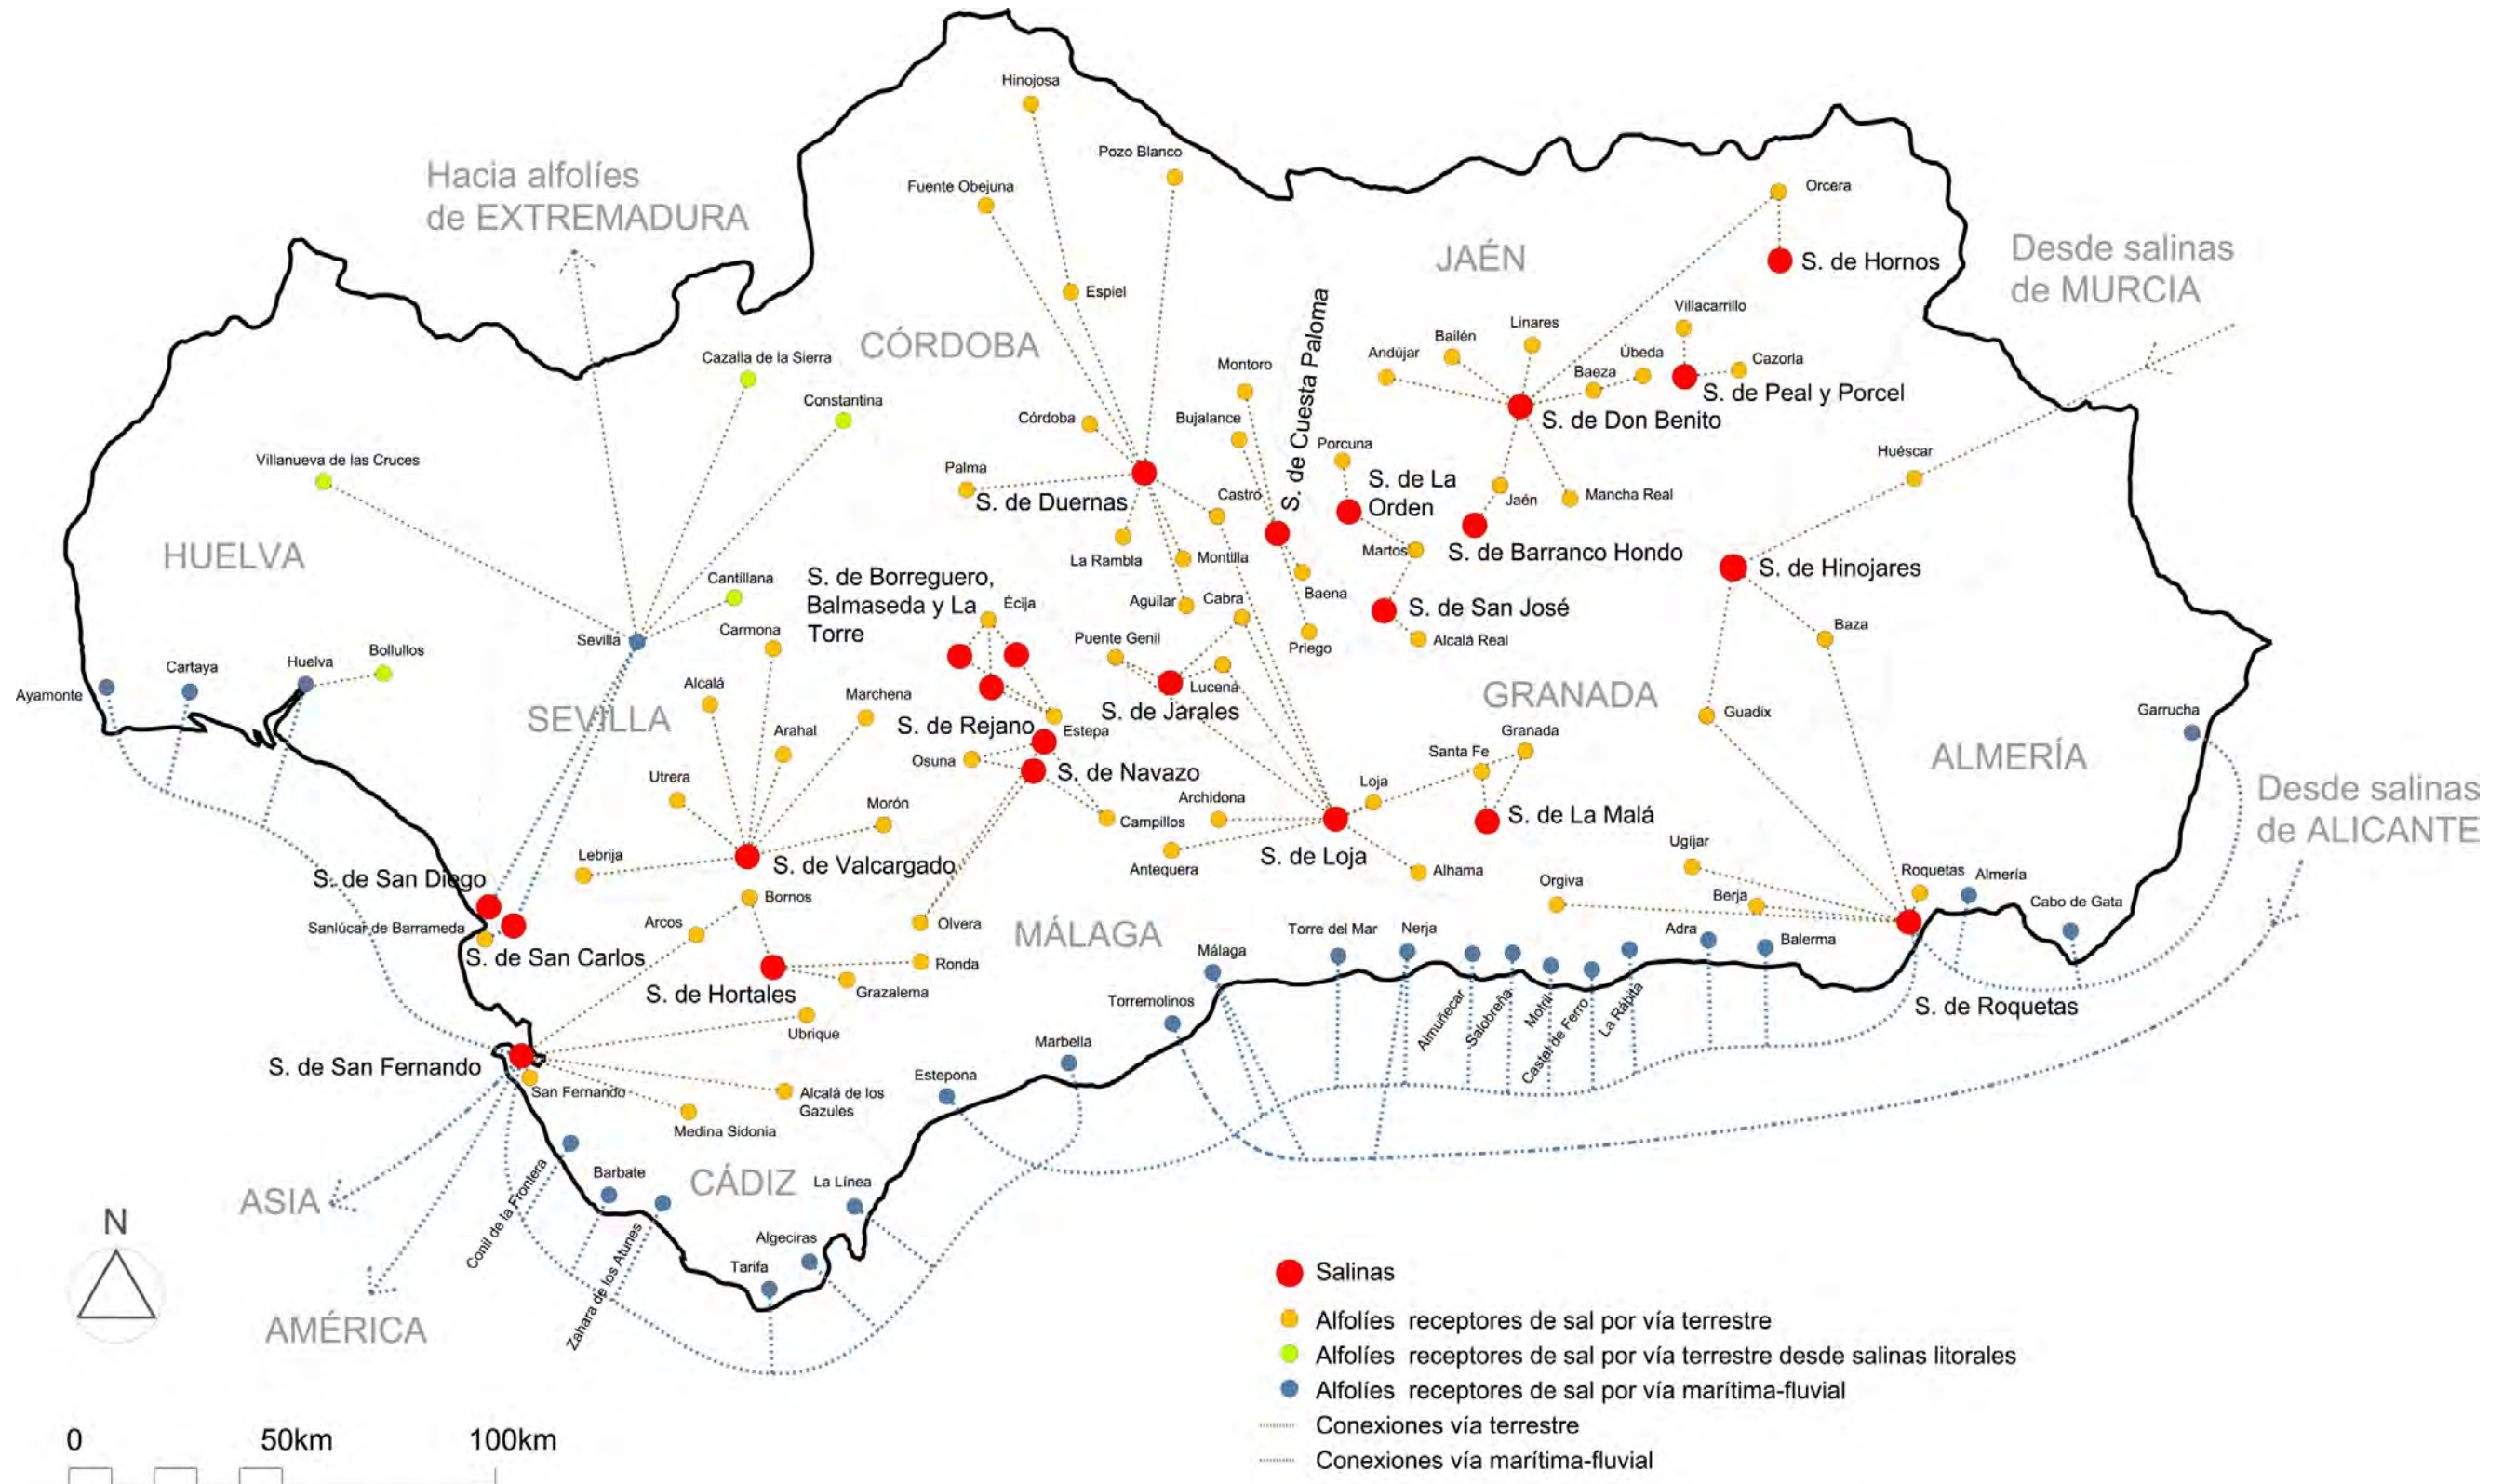 Hinojosa
Pozo Blanco
Hacia alfolíes
de EXTREMADURA
Fuente Obejuna
Orcera
JAÉN
S. de Hornos
Desde salinas
de MURCIA
Espiel
Villacarrillo
CÓRDOBA
S. de Cuesta Paloma
Linares
Bailén
Cazalla de la Sierra
Andújar
Úbeda
Cazorla
Montoro
Baeza
S. de Peal y Porcel
Constantina
Córdoba
Bujalance
S. de Don Benito
Porcuna
Villanueva de las Cruces
Palma
Huéscar
S. de La
Orden
S. de Duernas
Castro
Jaén
Mancha Real
HUELVA
La Rambla
Montilla
Martos
S. de Barranco Hondo
S. de Hinojares
Cantillana
S. de Borreguero,
Balmaseda y La
Torre
Écija
Aguilar
Cabra
Baena
S. de San José
Carmona
Sevilla
Puente Genil
Priego
Alcalá Real
Baza
Bollullos
Huelva
Cartaya
Ayamonte
Alcalá
Marchena
Lucena
GRANADA
SEVILLA
S. de Jarales
Guadix
Garrucha
S. de Rejano
Estepa
Arahal
Granada
Osuna
Santa Fe
ALMERÍA
S. de Navazo
Utrera
Loja
Desde salinas
de ALICANTE
Morón
Archidona
Campillos
S. de La Malá
Lebrija
S. de Valcargado
S. de Loja
Ugíjar
Antequera
Alhama
Roquetas
Almería
S. de San Diego
Orgiva
Bornos
Berja
Cabo de Gata
Sanlúcar de Barrameda
Arcos
Olvera
MÁLAGA
Torre del Mar
Nerja
Adra
Balerma
S. de San Carlos
Málaga
Ronda
S. de Hortales
Grazalema
Torremolinos
Almuñecar
Salobreña
Motril
Castel de Ferro
La Rábita
S. de Roquetas
Ubrique
Marbella
S. de San Fernando
Estepona
San Fernando
Alcalá de los
Gazules
Medina Sidonia
Conil de la Frontera
Barbate
CÁDIZ
La Línea
ASIA
Zahara de los Atunes
Algeciras
Tarifa
N
AMÉRICA
Salinas
Alfolíes receptores de sal por vía terrestre
Alfolíes receptores de sal por vía terrestre desde salinas litorales
Alfolíes receptores de sal por vía marítima-fluvial
Conexiones vía terrestre
Conexiones vía marítima-fluvial
0 50km 100km